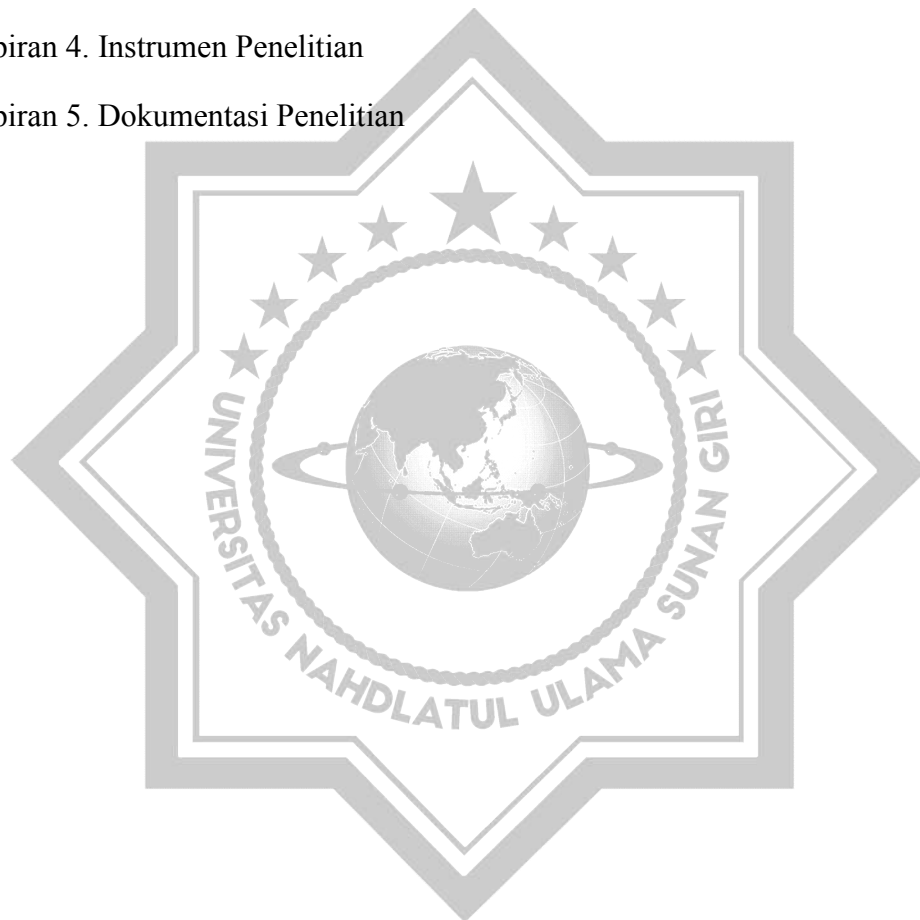 piran 4. Instrumen Penelitian
piran 5. Dokumentasi Penelitian
UNIVERSITAS NAHDLATUL ULAMA SUNAN GIRI